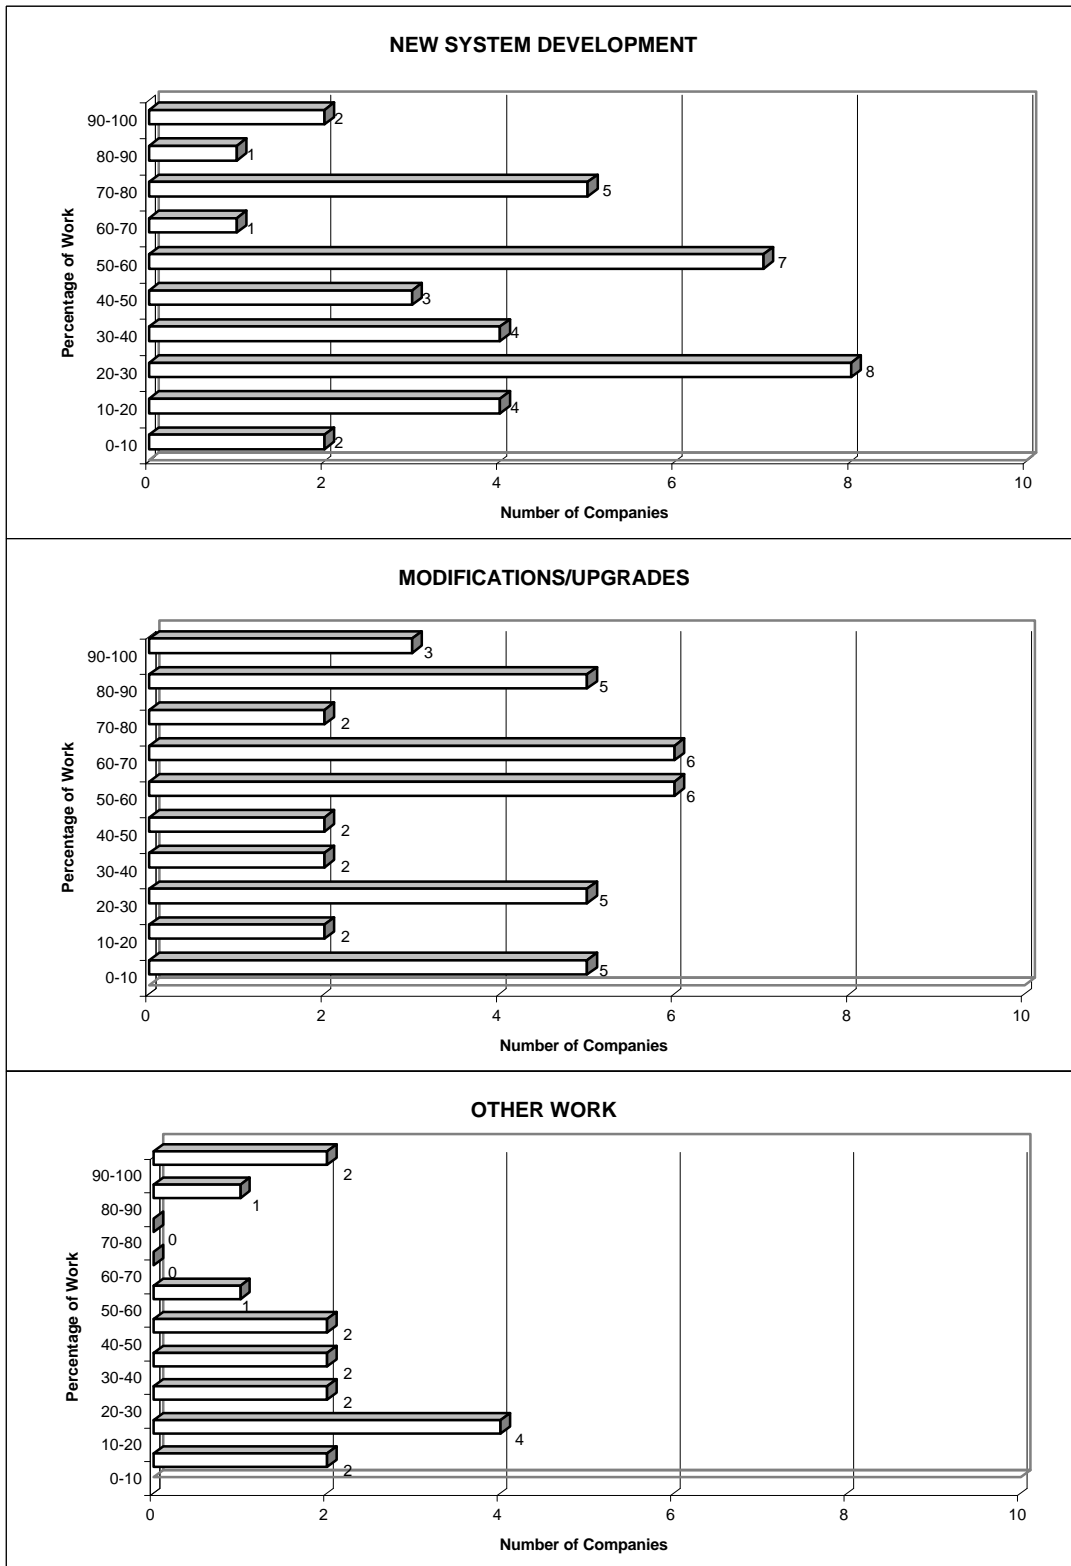 NEW SYSTEM DEVELOPMENT
Percentage of Work
90-100 2
80-90 1
70-80 5
60-70 1
50-60 7
40-50 3
30-40 4
20-30 8
10-20 4
0-10 2
0 2 4 6 8 10
Number of Companies
MODIFICATIONS/UPGRADES
Percentage of Work
90-100 3
80-90 5
70-80 2
60-70 6
50-60 6
40-50 2
30-40 2
20-30 5
10-20 2
0-10 5
0 2 4 6 8 10
Number of Companies
OTHER WORK
Percentage of Work
90-100 2
80-90 1
70-80 0
60-70 0
50-60 1
40-50 2
30-40 2
20-30 2
10-20 4
0-10 2
0 2 4 6 8 10
Number of Companies